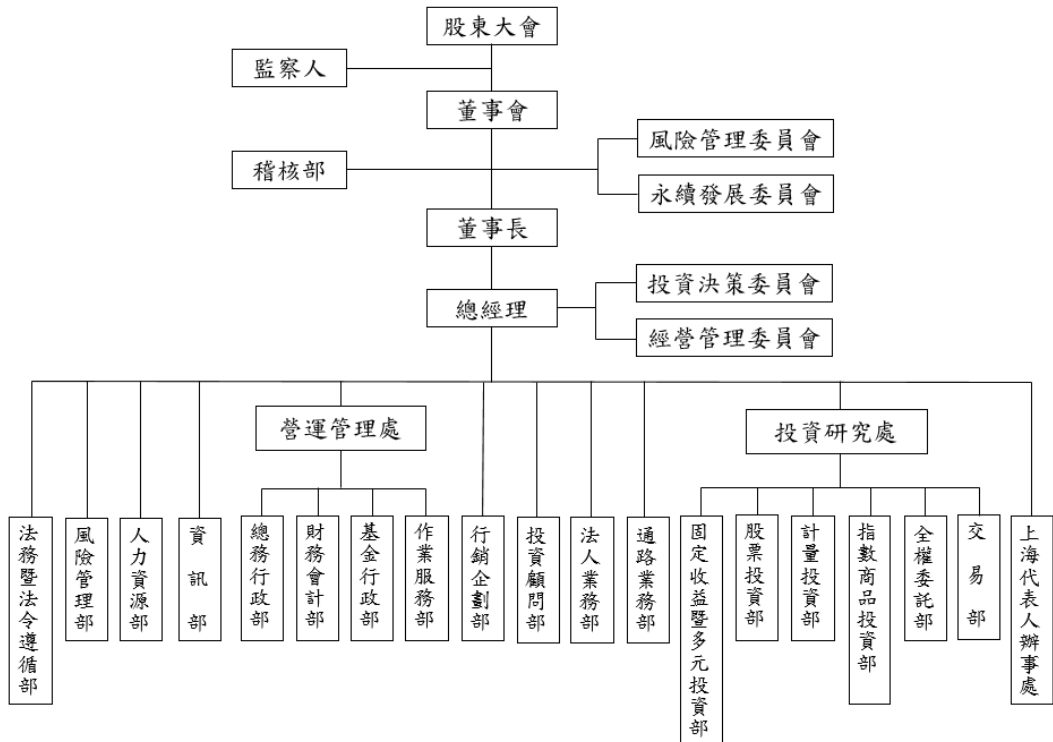 股東大會
監察人
董事會
風險管理委員會
稽核部
永續發展委員會
董事長
投資決策委員會
總經理
經營管理委員會
營運管理處
投資研究處
法務暨法令遵循部
風險管理部
人力資源部
資訊部
總務行政部
財務會計部
基金行政部
作業服務部
行銷企劃部
投資顧問部
法人業務部
通路業務部
固定收益暨多元投資部
股票投資部
計量投資部
指數商品投資部
全權委託部
交易部
上海代表人辦事處